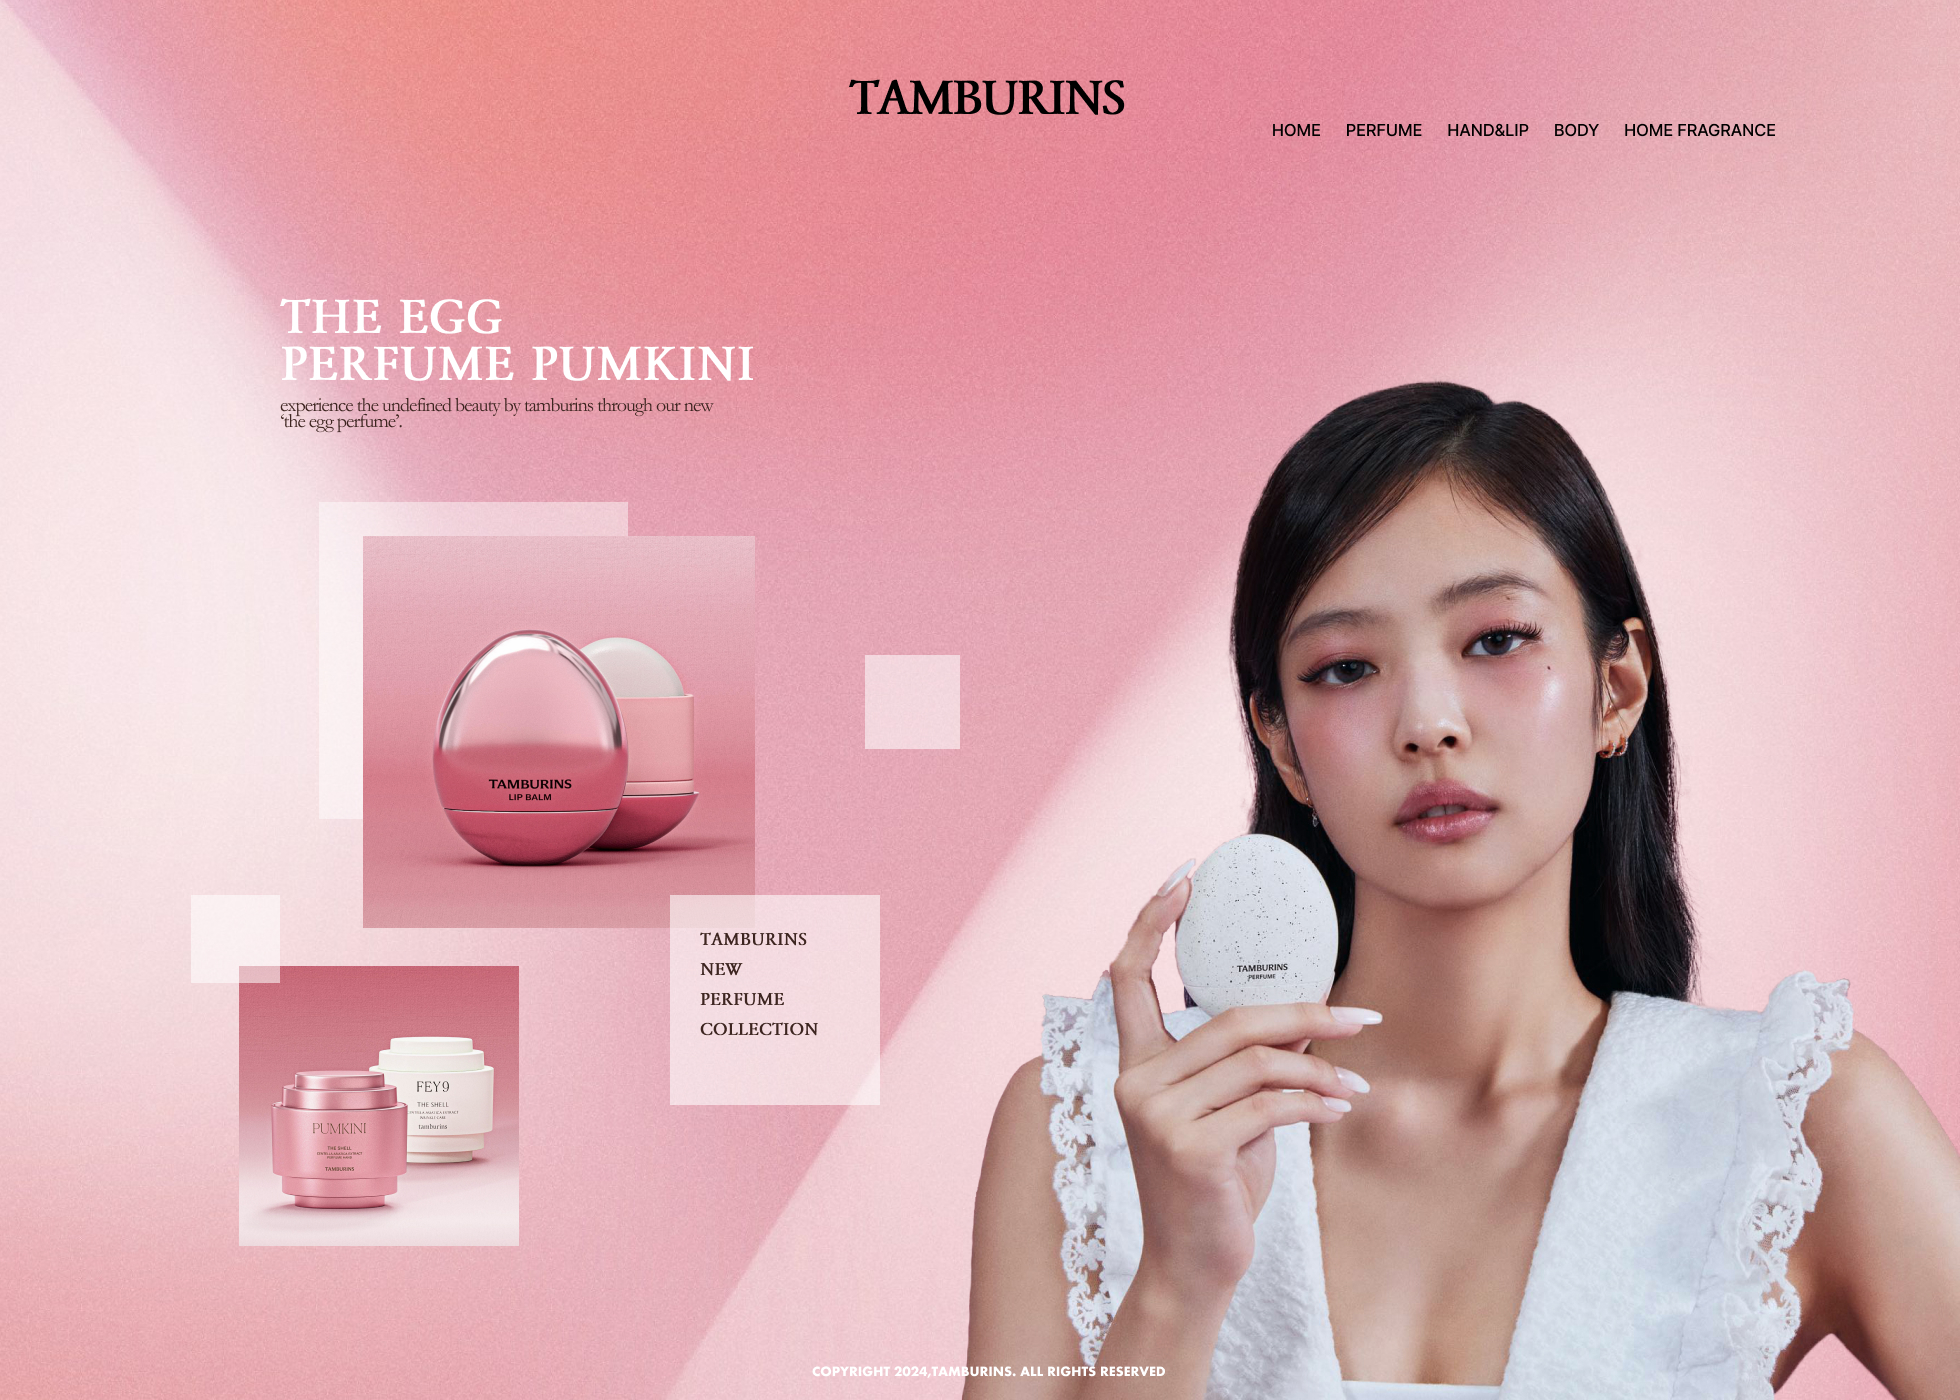 TAMBURINS
HOME PERFUME HAND&LIP BODY HOME FRAGRANCE
THE EGG
PERFUME PUMKINI
experience the undefined beauty by tamburins through our new
‘the egg perfume’.
TAMBURINS
LIP BALM
TAMBURINS
NEW
PERFUME
COLLECTION
TAMBURINS
PERFUME
FEY9
THE SHELL
tamburins
PUMKINI
THE SHELL
TAMBURINS
COPYRIGHT 2024,TAMBURINS. ALL RIGHTS RESERVED